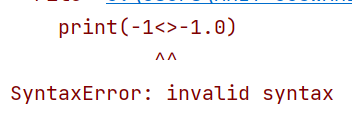 print(-1<>-1.0)
^^
SyntaxError: invalid syntax